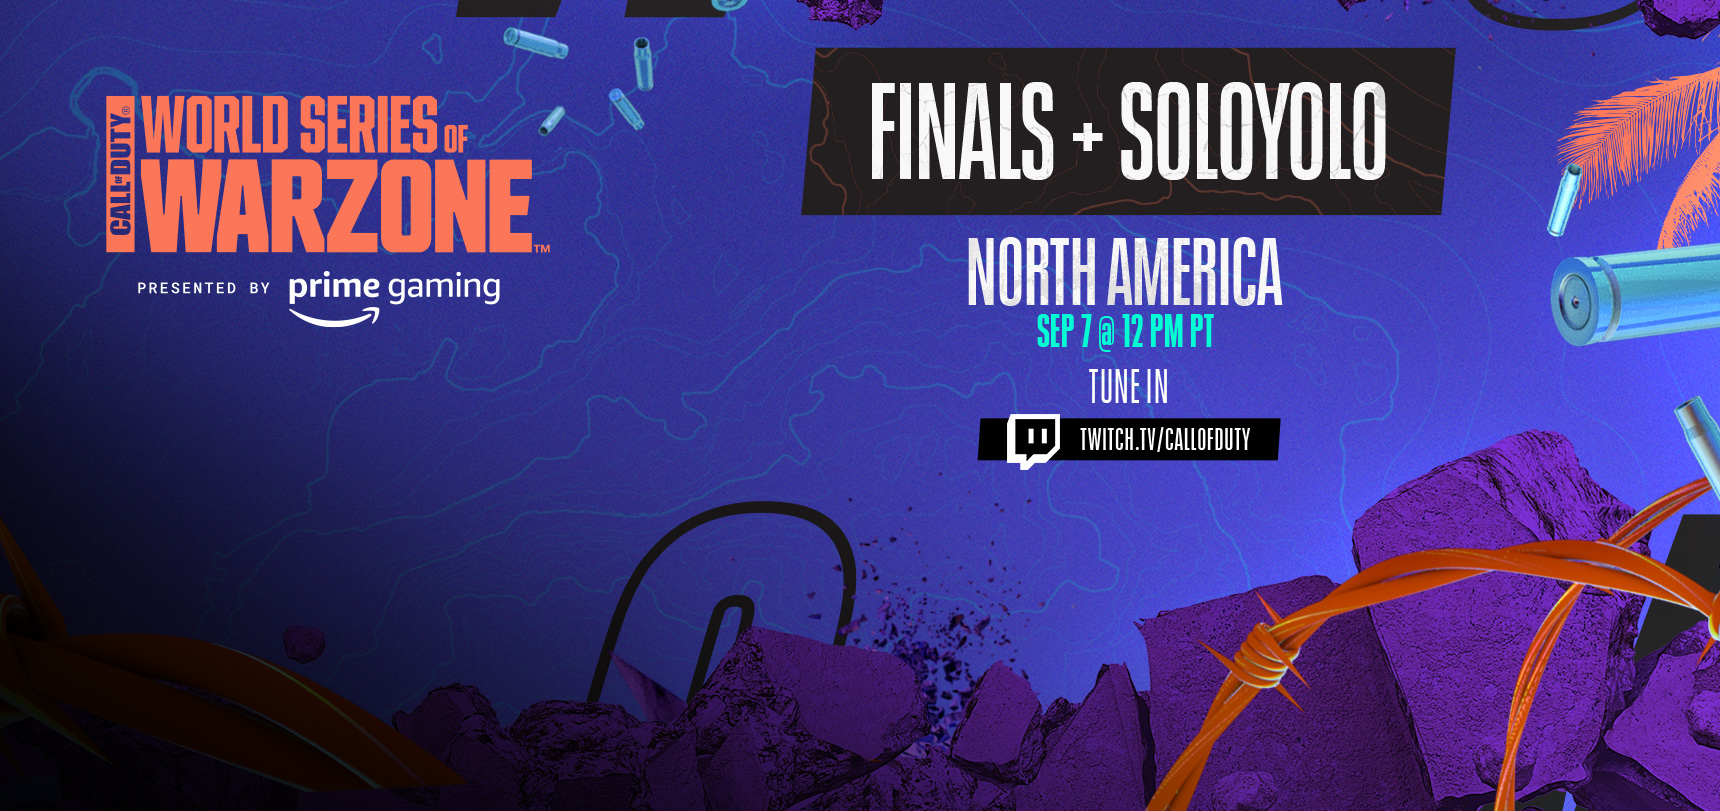 CALL OF DUTY®
WORLD SERIES OF
WARZONE™
PRESENTED BY prime gaming
FINALS + SOLOYOLO
NORTH AMERICA
SEP 7 @ 12 PM PT
TUNE IN
TWITCH.TV/CALLOFDUTY